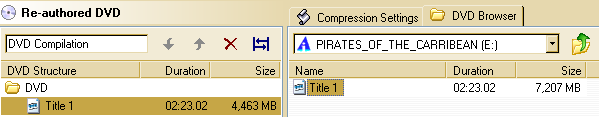 Re-authored DVD
DVD Compilation
DVD Structure Duration Size
DVD
Title 1 02:23.02 4,463 MB
Compression Settings DVD Browser
PIRATES_OF_THE_CARRIBEAN (E:)
Name Duration Size
Title 1 02:23.02 7,207 MB